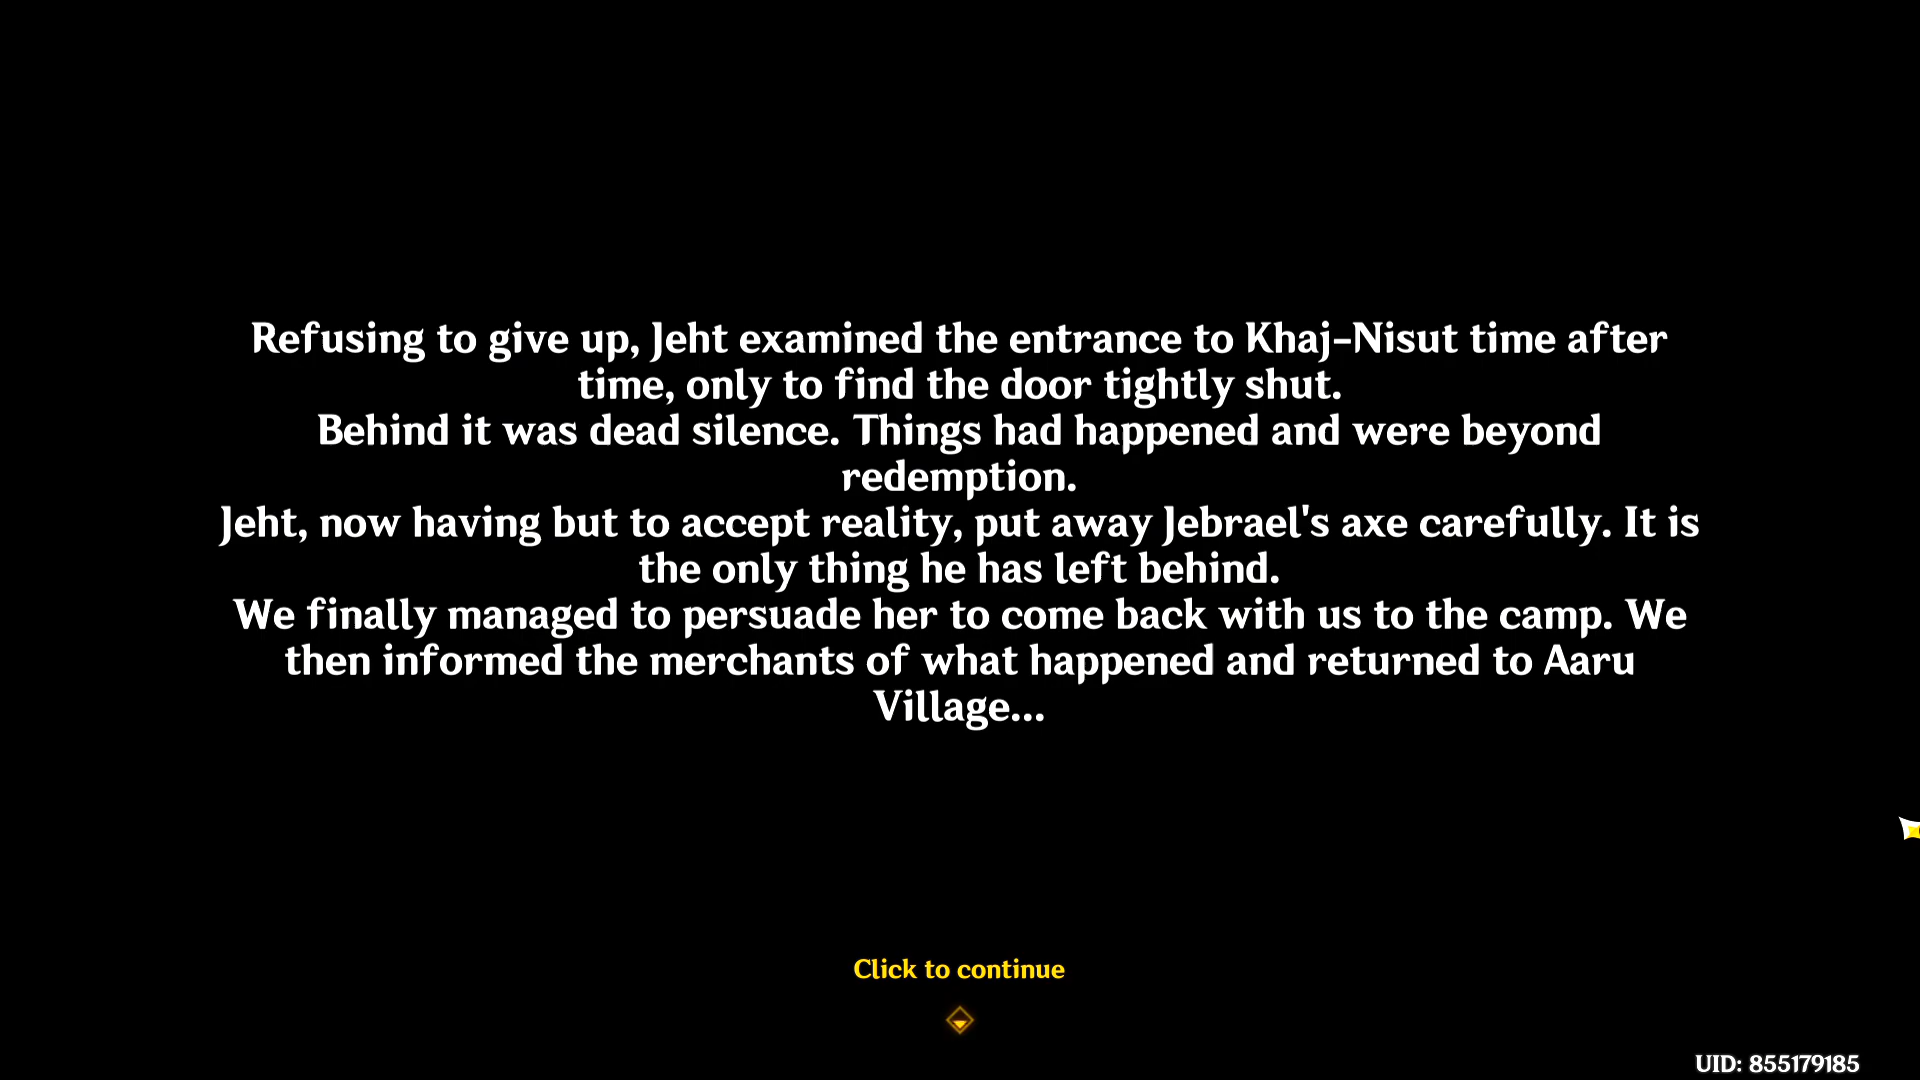 Refusing to give up, Jeht examined the entrance to Khaj-Nisut time after
time, only to find the door tightly shut.
Behind it was dead silence. Things had happened and were beyond
redemption.
Jeht, now having but to accept reality, put away Jebrael's axe carefully. It is
the only thing he has left behind.
We finally managed to persuade her to come back with us to the camp. We
then informed the merchants of what happened and returned to Aaru
Village...
Click to continue
UID: 855179185